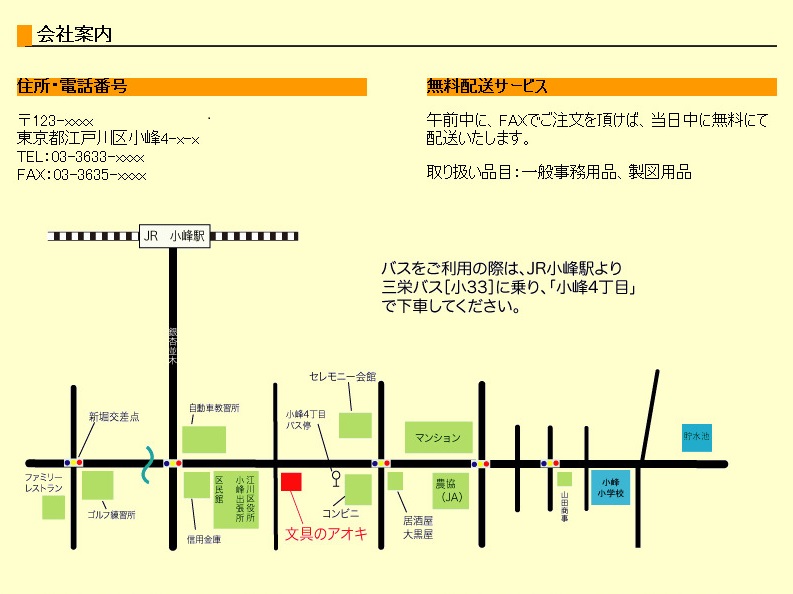 会社案内
住所・電話番号
〒123-xxxx
東京都江戸川区小峰4-x-x
TEL:03-3633-xxxx
FAX:03-3635-xxxx
無料配送サービス
午前中に、FAXでご注文を頂けば、当日中に無料にて
配送いたします。
取り扱い品目:一般事務用品、製図用品
JR 小峰駅
バスをご利用の際は、JR小峰駅より
三栄バス[小33]に乗り、「小峰4丁目」
で下車してください。
銀杏並木
セレモニー会館
新堀交差点
自動車教習所
小峰4丁目
バス停
マンション
貯水池
ファミリー
レストラン
ゴルフ練習所
信用金庫
江川区役所
小峰出張所
区民館
文具のアオキ
コンビニ
居酒屋
大黒屋
農協
(JA)
山田商事
小峰
小学校